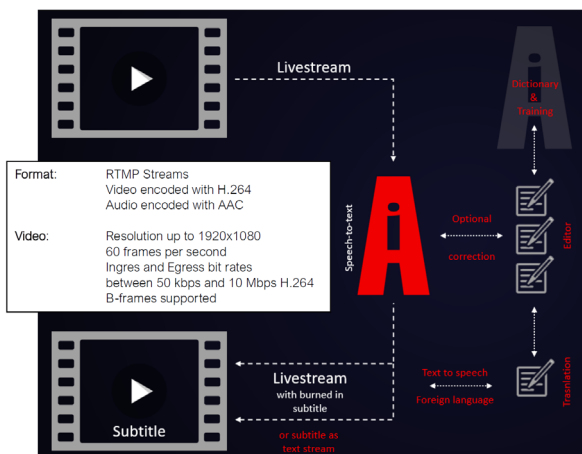 Livestream
Dictionary
&
Training
Format: RTMP Streams
Video encoded with H.264
Audio encoded with AAC
Video: Resolution up to 1920x1080
60 frames per second
Ingres and Egress bit rates
between 50 kbps and 10 Mbps H.264
B-frames supported
Speech-to-text
Ai
Optional
correction
Editor
Livestream
with burned in
subtitle
or subtitle as
text stream
Text to speech
Foreign language
Trasnlation
Subtitle